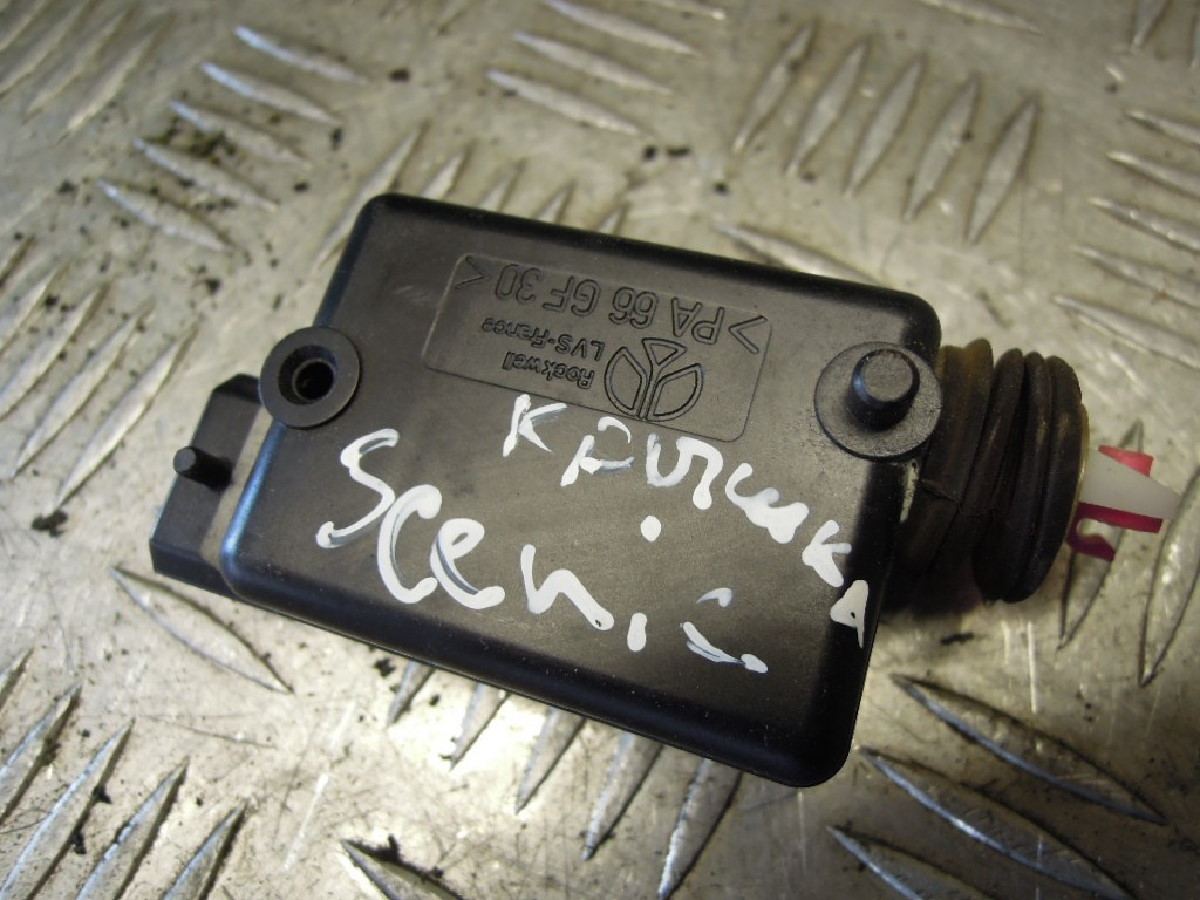 >PA 66 GF 30<
Rockwell
LVS-France
Крышка
Scenic